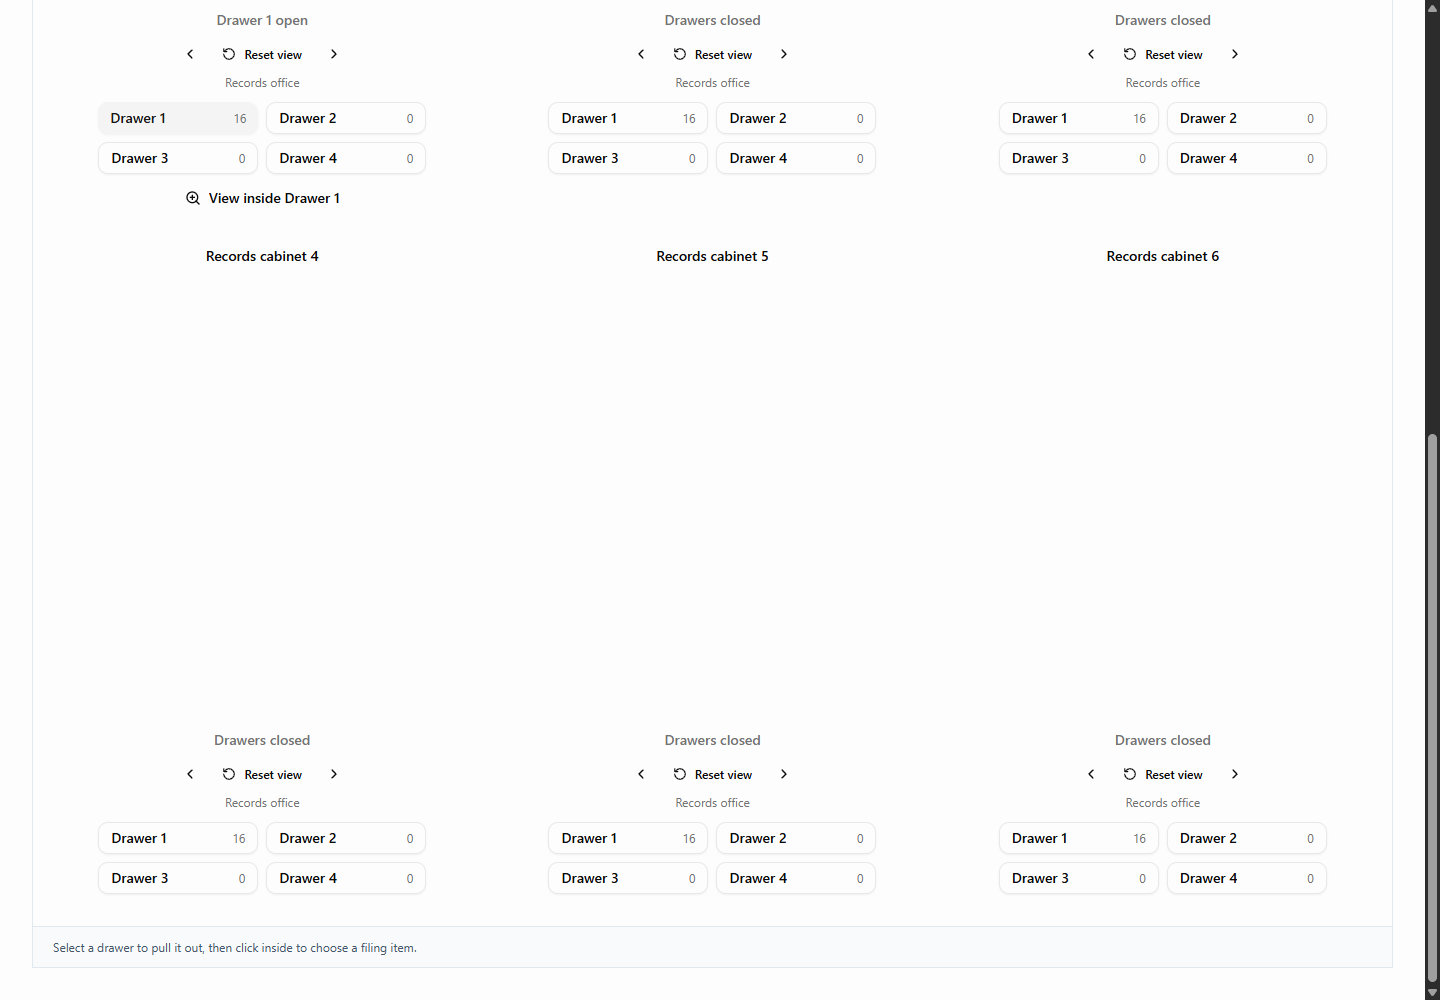 Drawer 1 open
Drawers closed
Drawers closed
Reset view
Reset view
Reset view
Records office
Records office
Records office
Drawer 1 16 Drawer 2 0
Drawer 1 16 Drawer 2 0
Drawer 1 16 Drawer 2 0
Drawer 3 0 Drawer 4 0
Drawer 3 0 Drawer 4 0
Drawer 3 0 Drawer 4 0
View inside Drawer 1
Records cabinet 4
Records cabinet 5
Records cabinet 6
Drawers closed
Drawers closed
Drawers closed
Reset view
Reset view
Reset view
Records office
Records office
Records office
Drawer 1 16 Drawer 2 0
Drawer 1 16 Drawer 2 0
Drawer 1 16 Drawer 2 0
Drawer 3 0 Drawer 4 0
Drawer 3 0 Drawer 4 0
Drawer 3 0 Drawer 4 0
Select a drawer to pull it out, then click inside to choose a filing item.